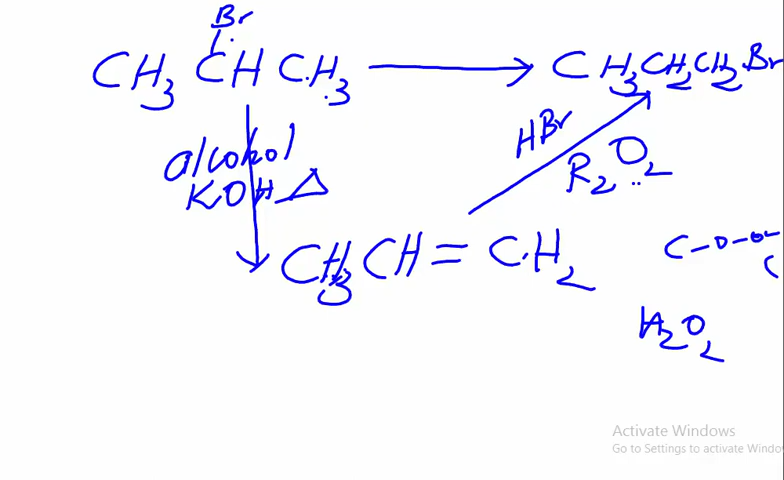 Br
CH3 CH CH3 → CH3CH2CH2Br
alcohol
KOH Δ
HBr
R2O2
CH3CH=CH2
C-O-O-
H2O2
Activate Windows
Go to Settings to activate Windo